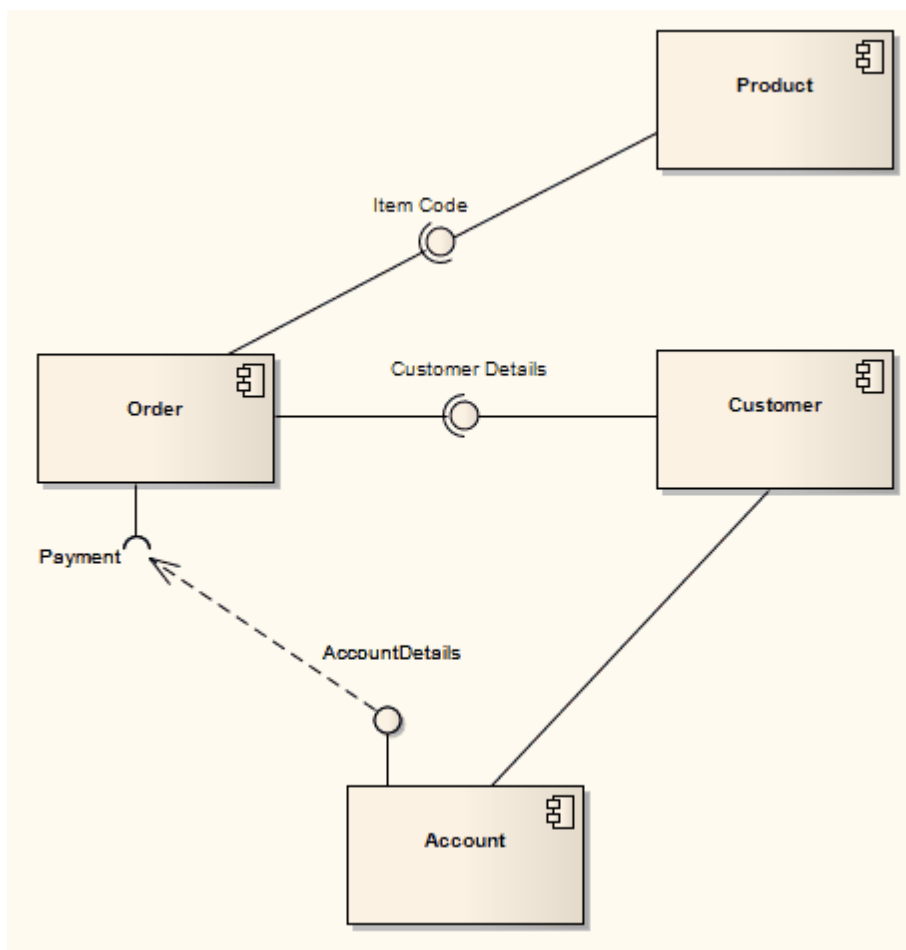 Product
Item Code
Customer Details
Order
Customer
Payment
AccountDetails
Account